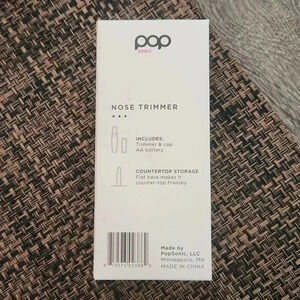 pop
SONIC
NOSE TRIMMER
INCLUDES:
Trimmer & cap
AA battery
COUNTERTOP STORAGE
Flat base makes it
counter-top friendly
Made by
PopSonic, LLC
Minneapolis, MN
MADE IN CHINA